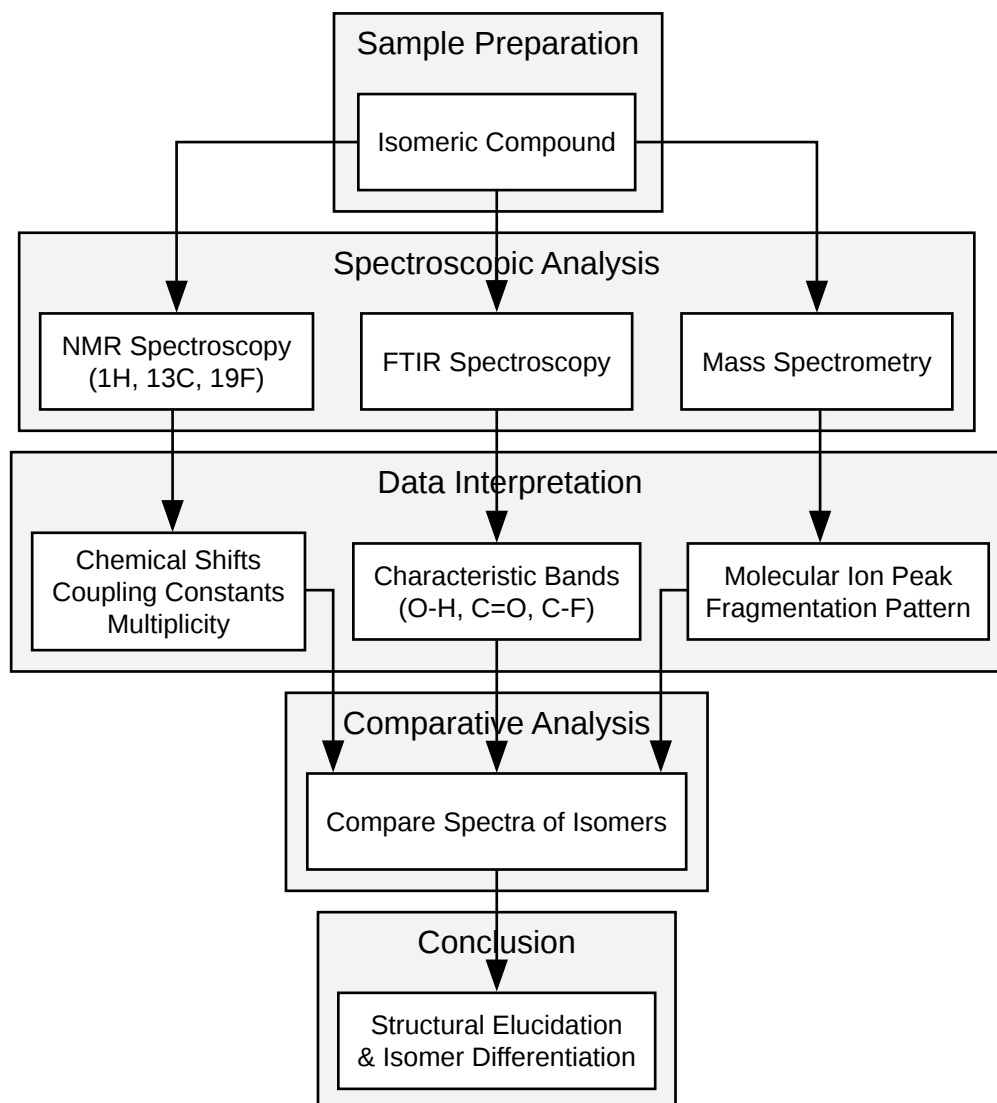 Sample Preparation
Isomeric Compound
Spectroscopic Analysis
NMR Spectroscopy
(1H, 13C, 19F)
FTIR Spectroscopy
Mass Spectrometry
Data Interpretation
Chemical Shifts
Coupling Constants
Multiplicity
Characteristic Bands
(O-H, C=O, C-F)
Molecular Ion Peak
Fragmentation Pattern
Comparative Analysis
Compare Spectra of Isomers
Conclusion
Structural Elucidation
& Isomer Differentiation